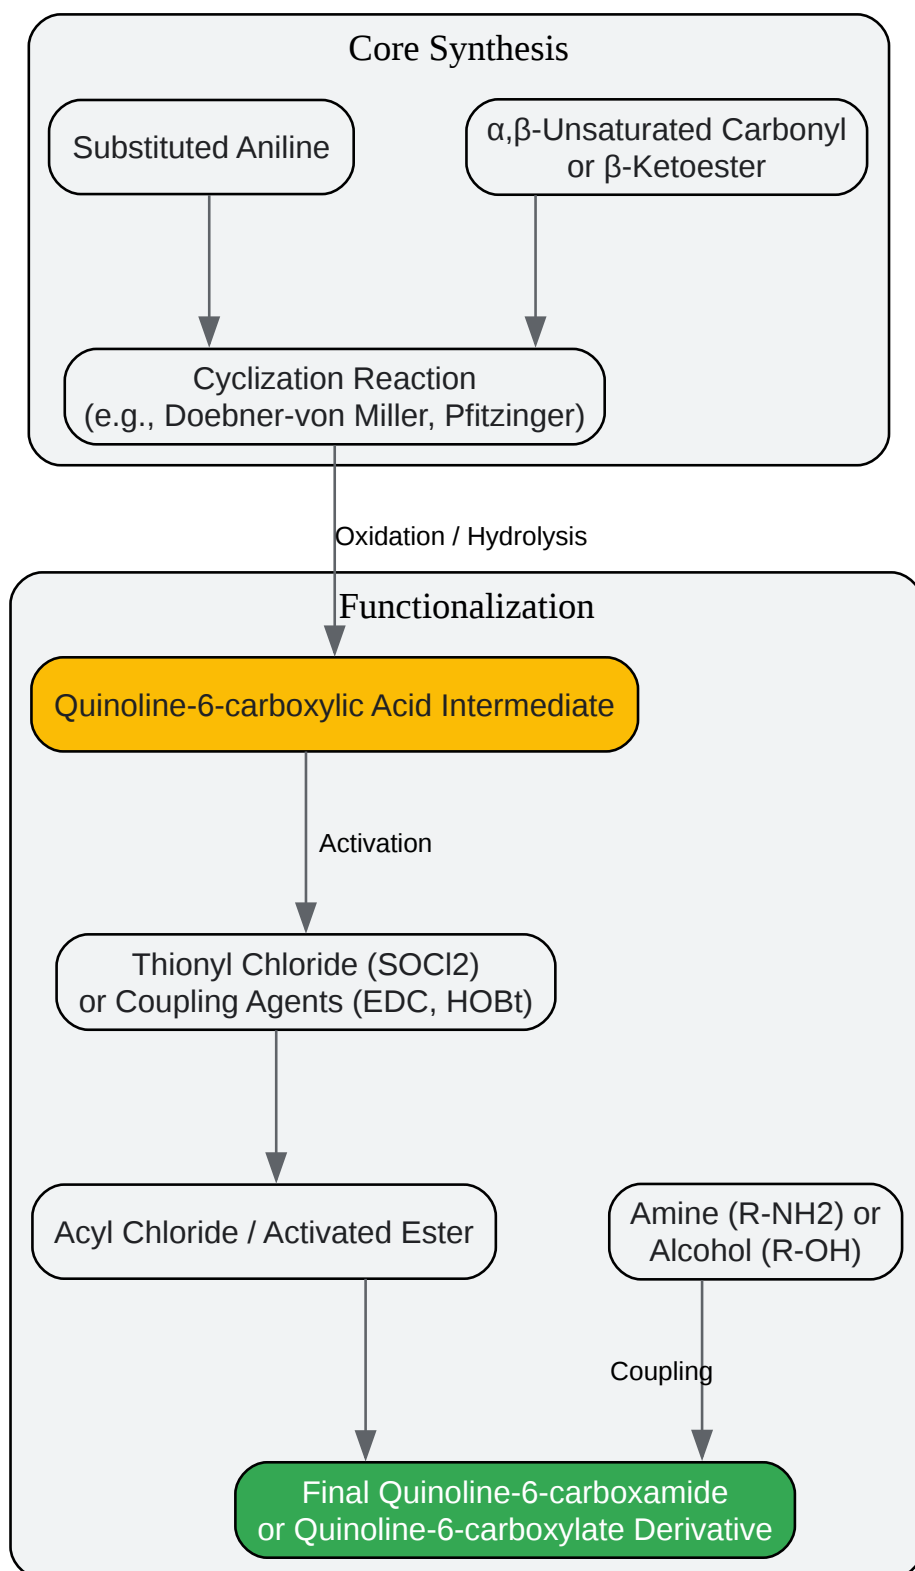 Core Synthesis
Substituted Aniline
α,β-Unsaturated Carbonyl
or β-Ketoester
Cyclization Reaction
(e.g., Doebner-von Miller, Pfitzinger)
Oxidation / Hydrolysis
Functionalization
Quinoline-6-carboxylic Acid Intermediate
Activation
Thionyl Chloride (SOCl2)
or Coupling Agents (EDC, HOBt)
Acyl Chloride / Activated Ester
Amine (R-NH2) or
Alcohol (R-OH)
Coupling
Final Quinoline-6-carboxamide
or Quinoline-6-carboxylate Derivative